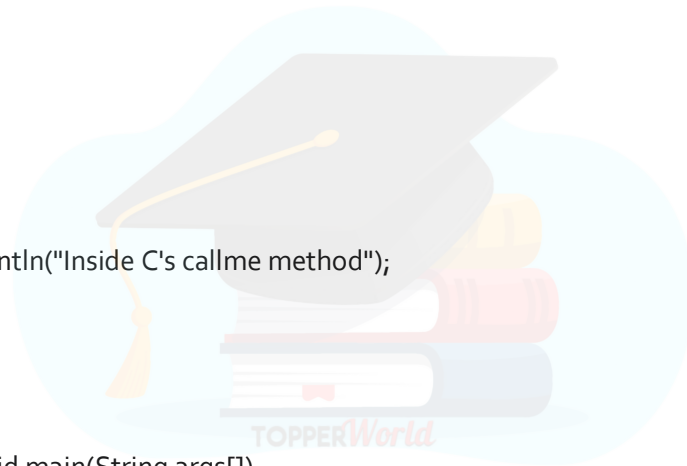 ntln("Inside C's callme method");
TOPPERWorld
id main(String args[])